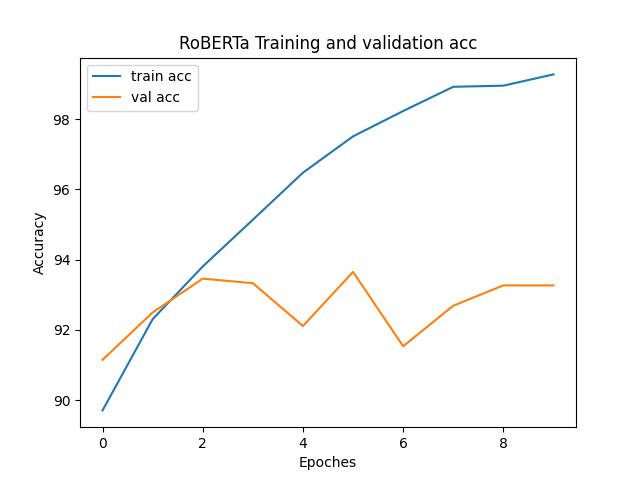 RoBERTa Training and validation acc
train acc
val acc
98
96
94
92
90
Accuracy
0
2
4
6
8
Epoches